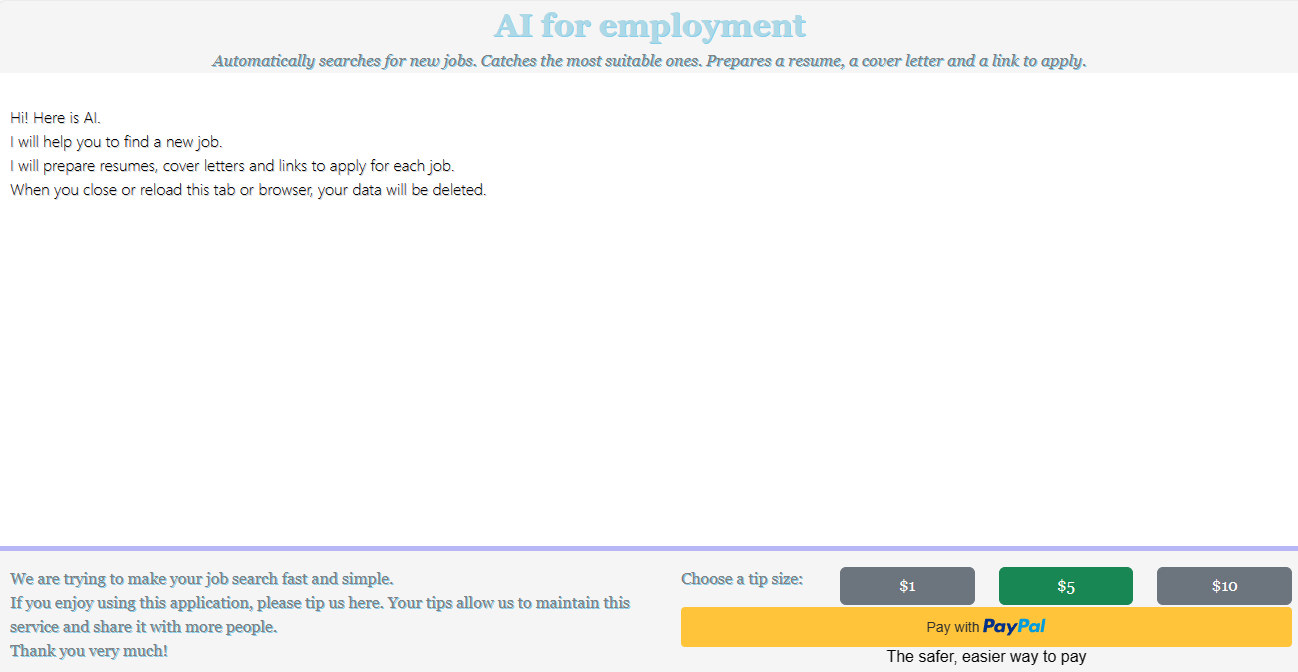 AI for employment
Automatically searches for new jobs. Catches the most suitable ones. Prepares a resume, a cover letter and a link to apply.
Hi! Here is AI.
I will help you to find a new job.
I will prepare resumes, cover letters and links to apply for each job.
When you close or reload this tab or browser, your data will be deleted.
We are trying to make your job search fast and simple.
If you enjoy using this application, please tip us here. Your tips allow us to maintain this
service and share it with more people.
Thank you very much!
Choose a tip size:
$1
$5
$10
Pay with PayPal
The safer, easier way to pay